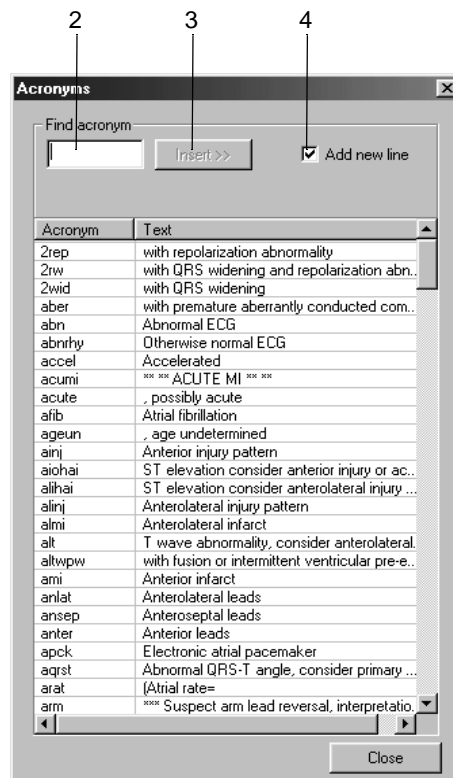 2 3 4
Acronyms
Find acronym
Insert >> Add new line
Acronym Text
2rep with repolarization abnormality
2rw with QRS widening and repolarization abn..
2wid with QRS widening
aber with premature aberrantly conducted com..
abn Abnormal ECG
abnrhy Otherwise normal ECG
accel Accelerated
acumi ** ** ACUTE MI ** **
acute , possibly acute
afib Atrial fibrillation
ageun , age undetermined
ainj Anterior injury pattern
aiohai ST elevation consider anterior injury or ac..
alihai ST elevation consider anterolateral injury ...
alinj Anterolateral injury pattern
almi Anterolateral infarct
alt T wave abnormality, consider anterolateral.
altwpw with fusion or intermittent ventricular pre-e..
ami Anterior infarct
anlat Anterolateral leads
ansep Anteroseptal leads
anter Anterior leads
apck Electronic atrial pacemaker
aqrst Abnormal QRS-T angle, consider primary ...
arat (Atrial rate=
arm *** Suspect arm lead reversal, interpretatio.
Close